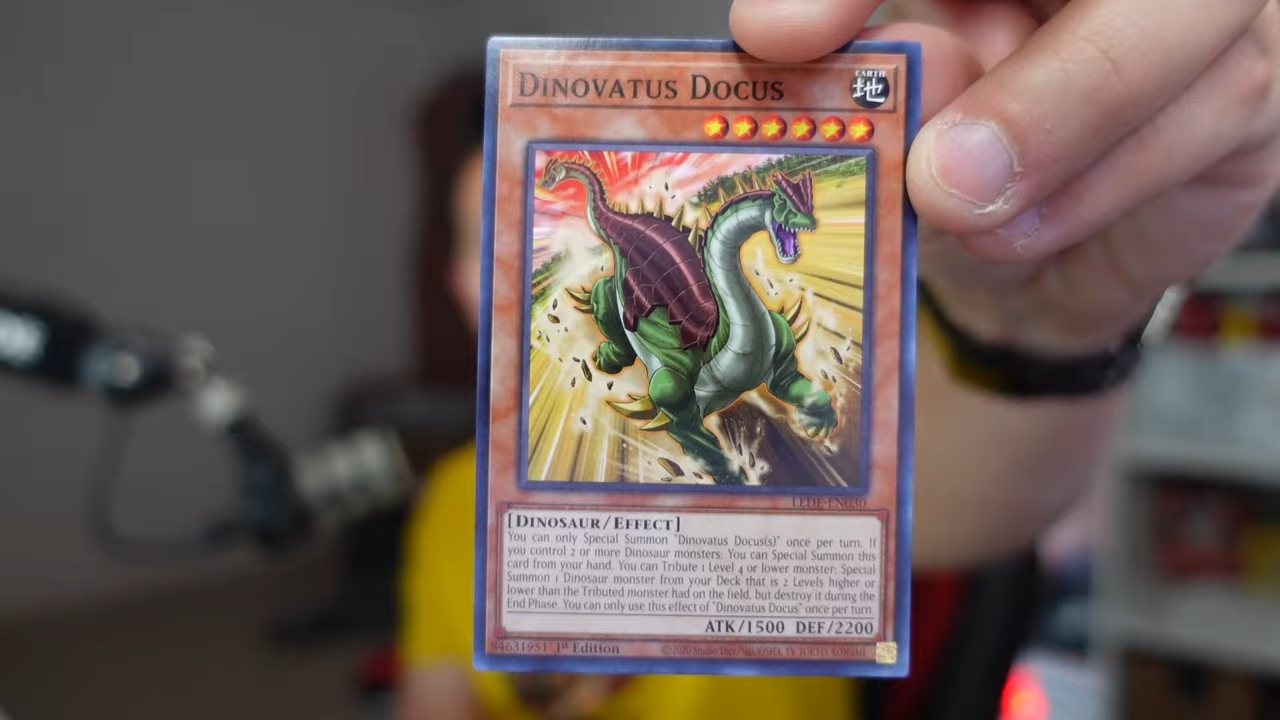 DINOVATUS DOCUS
EARTH
地
LEDE-EN030
[DINOSAUR/EFFECT]
You can only Special Summon "Dinovatus Docus(s)" once per turn. If
you control 2 or more Dinosaur monsters: You can Special Summon this
card from your hand. You can Tribute 1 Level 4 or lower monster; Special
Summon 1 Dinosaur monster from your Deck that is 2 Levels higher or
lower than the Tributed monster had on the field, but destroy it during the
End Phase. You can only use this effect of "Dinovatus Docus" once per turn.
ATK/1500 DEF/2200
84631951 1st Edition
©2020 Studio Dice/SHUEISHA, TV TOKYO, KONAMI